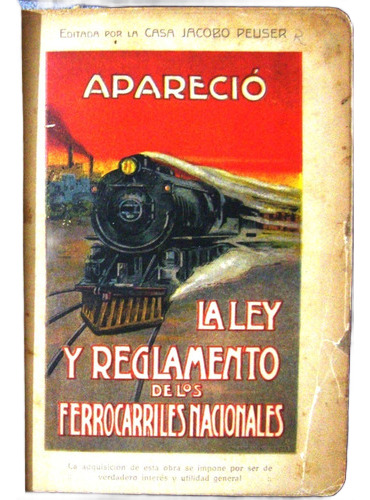 EDITADA POR LA CASA JACOBO PEUSER
APARECIÓ
LA LEY
Y REGLAMENTO
DE LOS
FERROCARRILES NACIONALES
La adquisición de esta obra se impone por ser de
verdadero interés y utilidad general